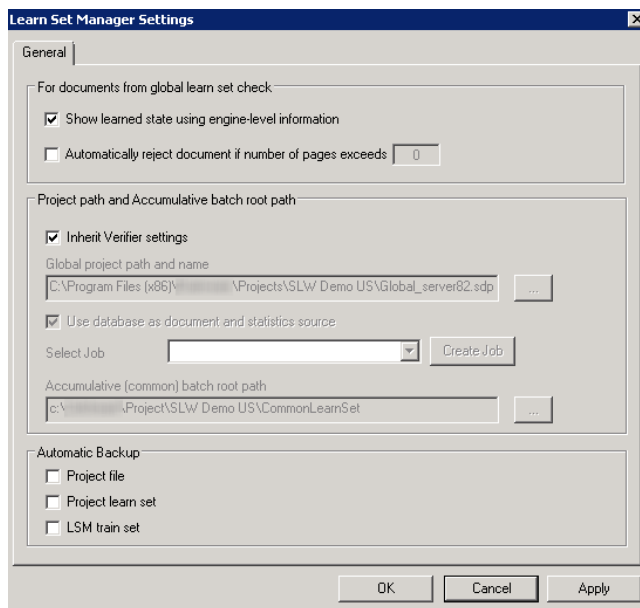 Learn Set Manager Settings
General
For documents from global learn set check
Show learned state using engine-level information
Automatically reject document if number of pages exceeds 0
Project path and Accumulative batch root path
Inherit Verifier settings
Global project path and name
C:\Program Files (x86)\ \Projects\SLW Demo US\Global_server82.sdp ...
Use database as document and statistics source
Select Job Create Job
Accumulative (common) batch root path
c:\ \Project\SLW Demo US\CommonLearnSet ...
Automatic Backup
Project file
Project learn set
LSM train set
OK Cancel Apply